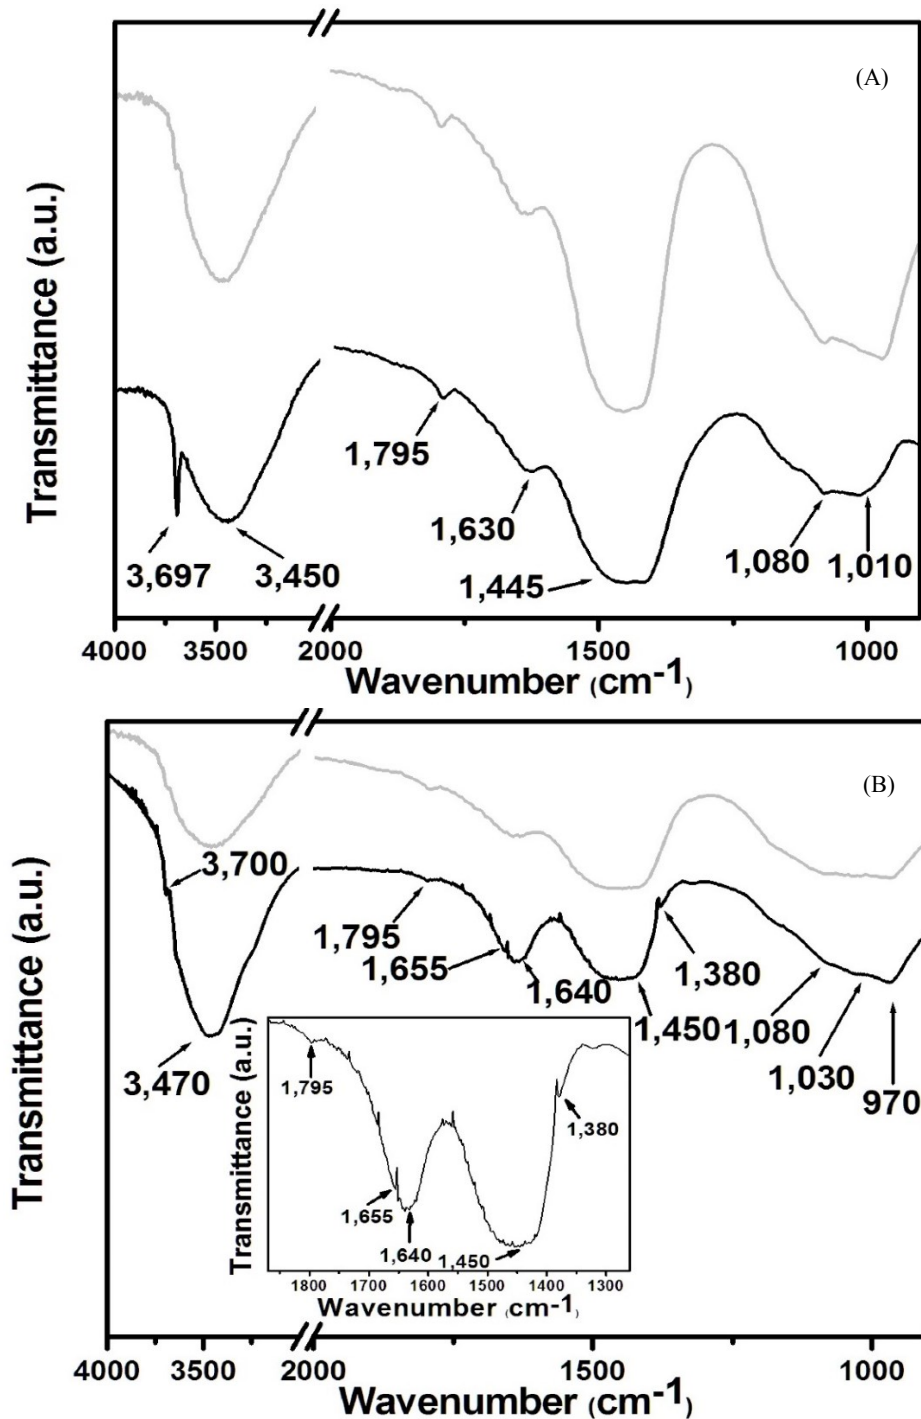 (A)
Transmittance (a.u.)
1,795
1,630
1,445
1,080
1,010
3,697
3,450
4000 3500 2000 1500 1000
Wavenumber (cm-1)
(B)
Transmittance (a.u.)
3,700
1,795
1,655
1,640
1,380
1,450
1,080
1,030
970
3,470
Transmittance (a.u.)
1,795
1,380
1,655
1,640
1,450
1800 1700 1600 1500 1400 1300
Wavenumber (cm-1)
4000 3500 2000 1500 1000
Wavenumber (cm-1)